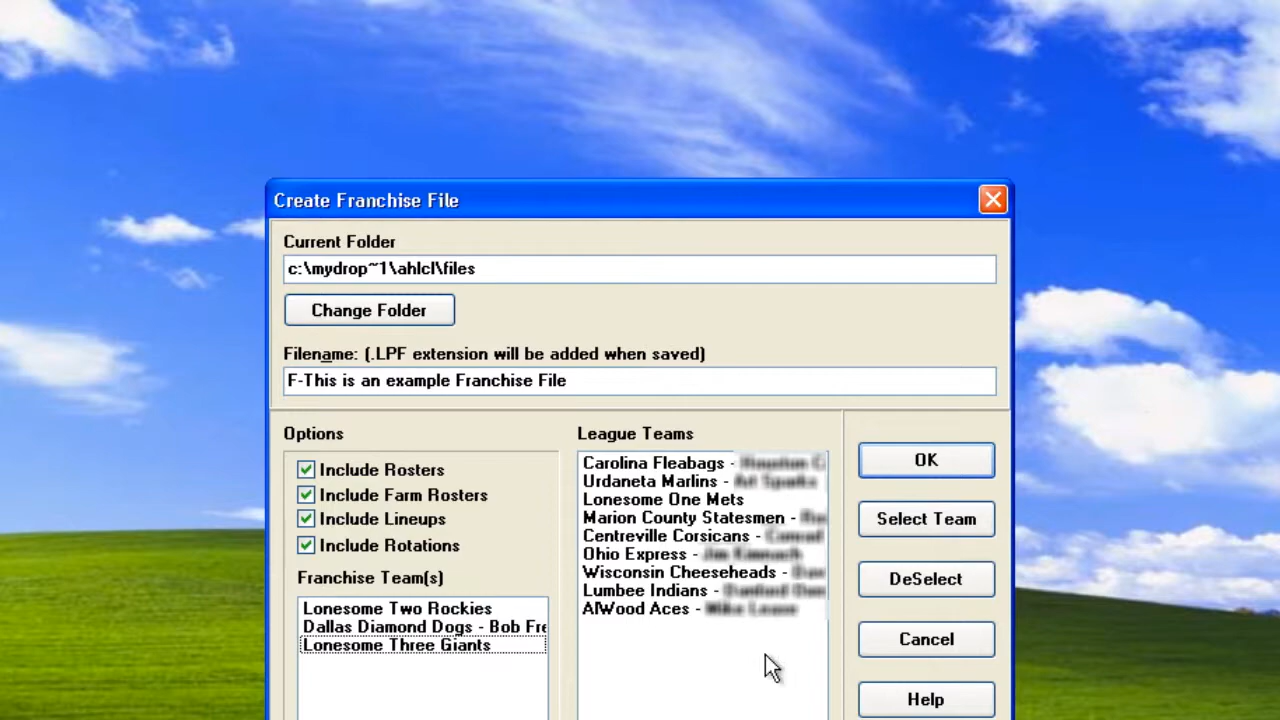 Create Franchise File
Current Folder
c:\mydrop~1\ahlcl\files
Change Folder
Filename: (.LPF extension will be added when saved)
F-This is an example Franchise File
Options
Include Rosters
Include Farm Rosters
Include Lineups
Include Rotations
Franchise Team(s)
Lonesome Two Rockies
Dallas Diamond Dogs - Bob Fre
Lonesome Three Giants
League Teams
Carolina Fleabags -
Urdaneta Marlins -
Lonesome One Mets
Marion County Statesmen -
Centreville Corsicans -
Ohio Express -
Wisconsin Cheeseheads -
Lumbee Indians -
AlWood Aces -
OK
Select Team
DeSelect
Cancel
Help